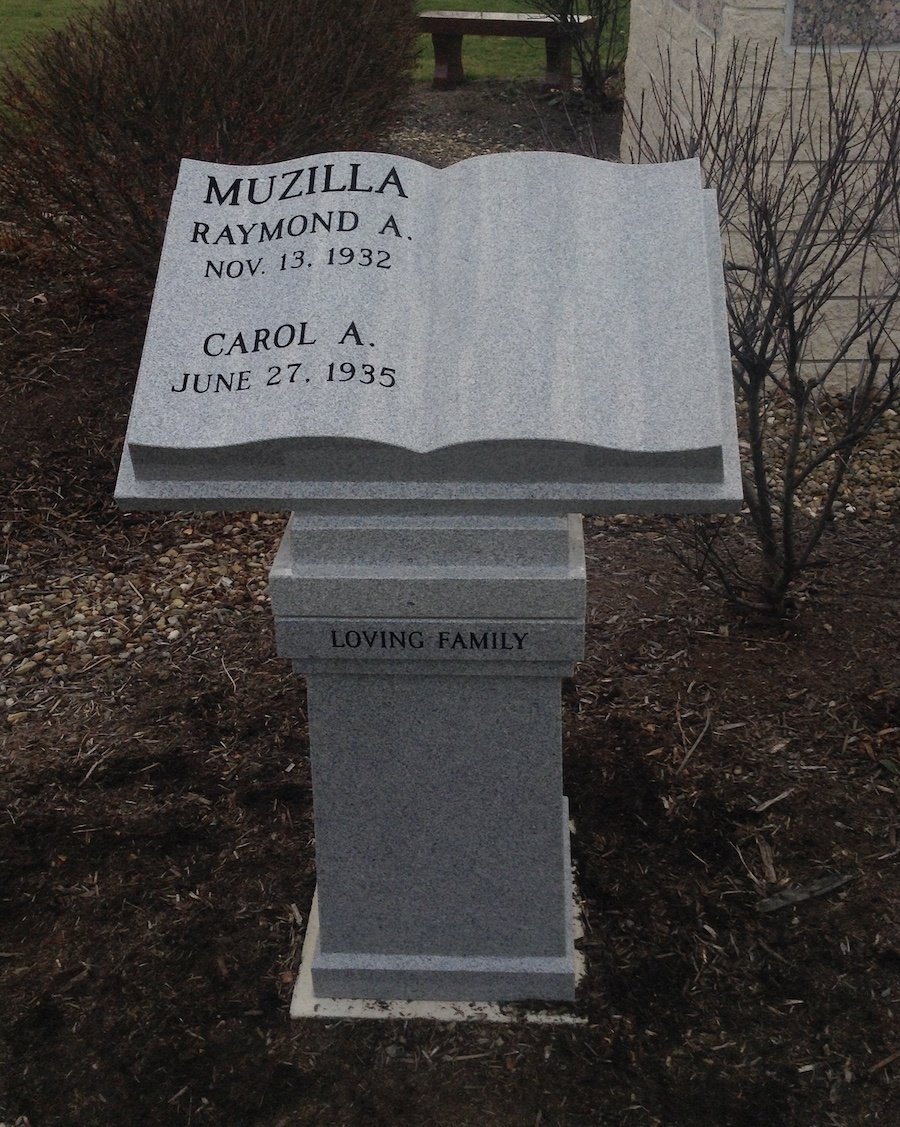 MUZILLA
RAYMOND A.
NOV. 13, 1932
CAROL A.
JUNE 27, 1935
LOVING FAMILY